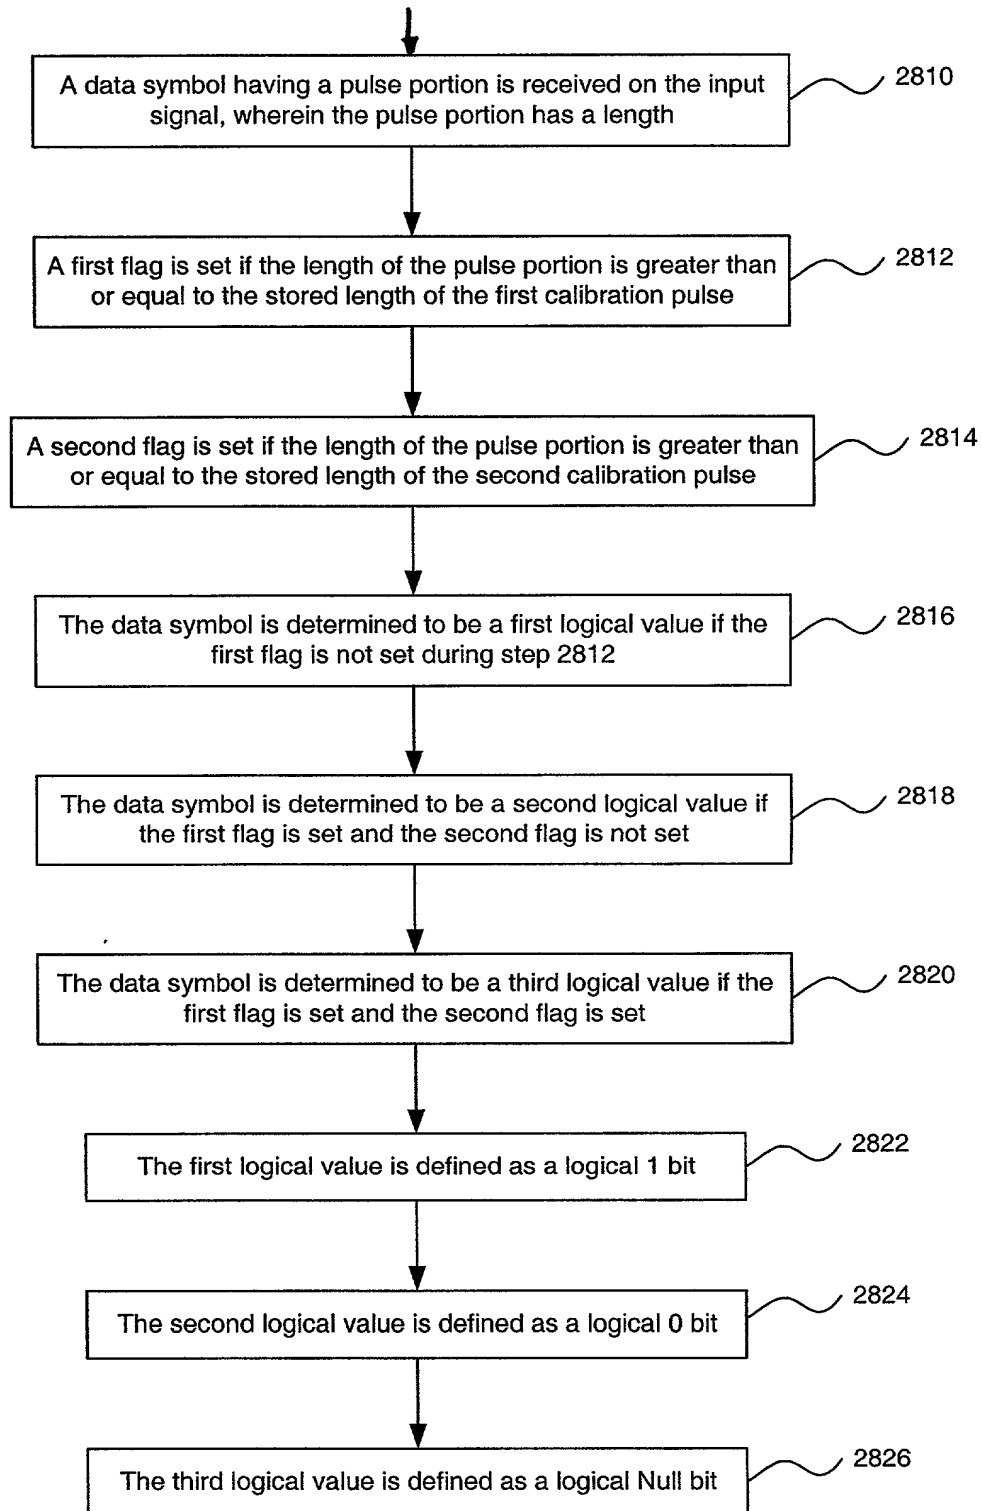 A data symbol having a pulse portion is received on the input
signal, wherein the pulse portion has a length
2810
A first flag is set if the length of the pulse portion is greater than
or equal to the stored length of the first calibration pulse
2812
A second flag is set if the length of the pulse portion is greater than
or equal to the stored length of the second calibration pulse
2814
The data symbol is determined to be a first logical value if the
first flag is not set during step 2812
2816
The data symbol is determined to be a second logical value if
the first flag is set and the second flag is not set
2818
The data symbol is determined to be a third logical value if the
first flag is set and the second flag is set
2820
The first logical value is defined as a logical 1 bit
2822
The second logical value is defined as a logical 0 bit
2824
The third logical value is defined as a logical Null bit
2826